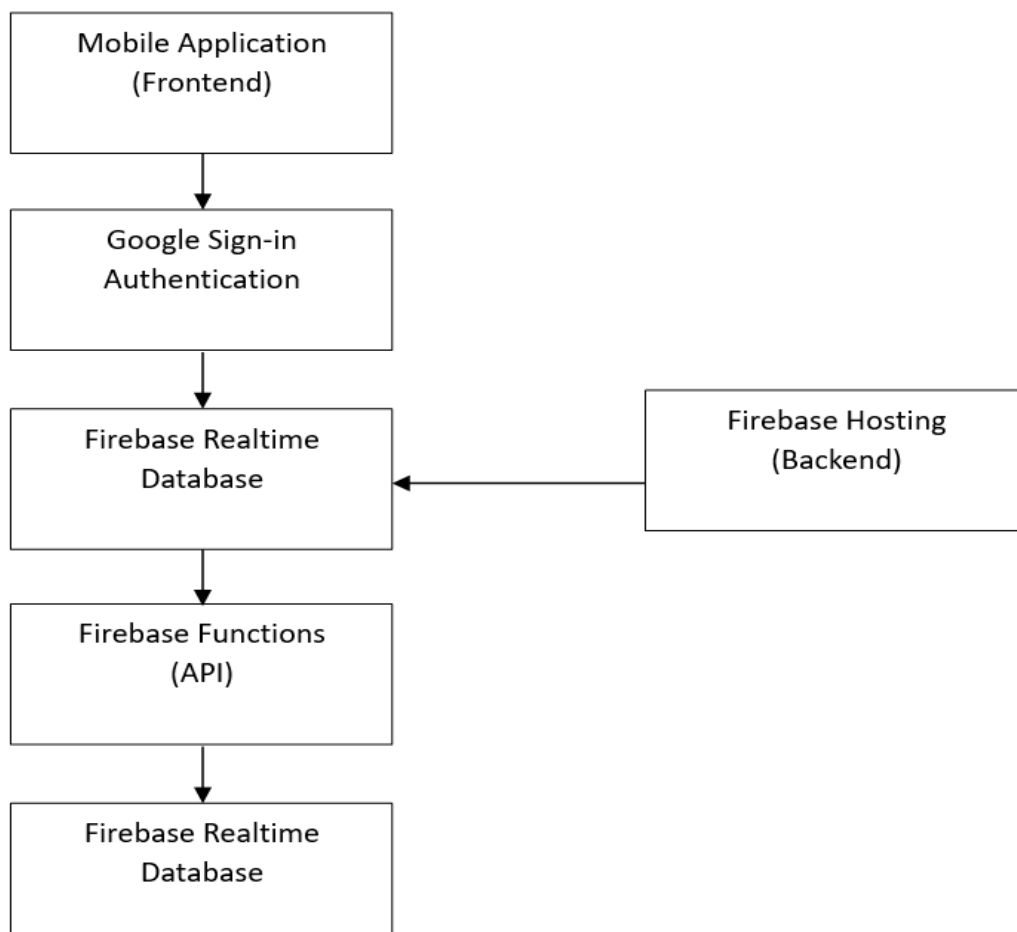 Mobile Application
(Frontend)
Google Sign-in
Authentication
Firebase Realtime
Database
Firebase Hosting
(Backend)
Firebase Functions
(API)
Firebase Realtime
Database